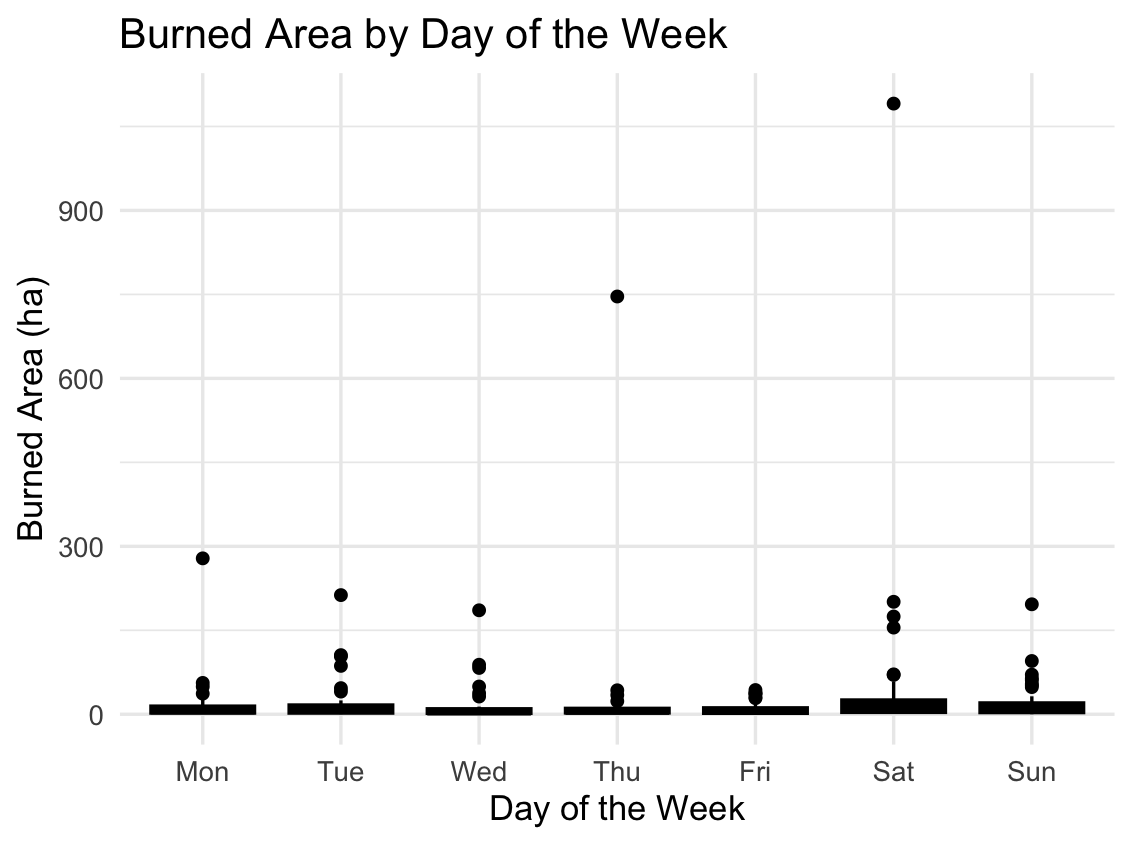 Burned Area by Day of the Week
Burned Area (ha)
900
600
300
0
Mon Tue Wed Thu Fri Sat Sun
Day of the Week